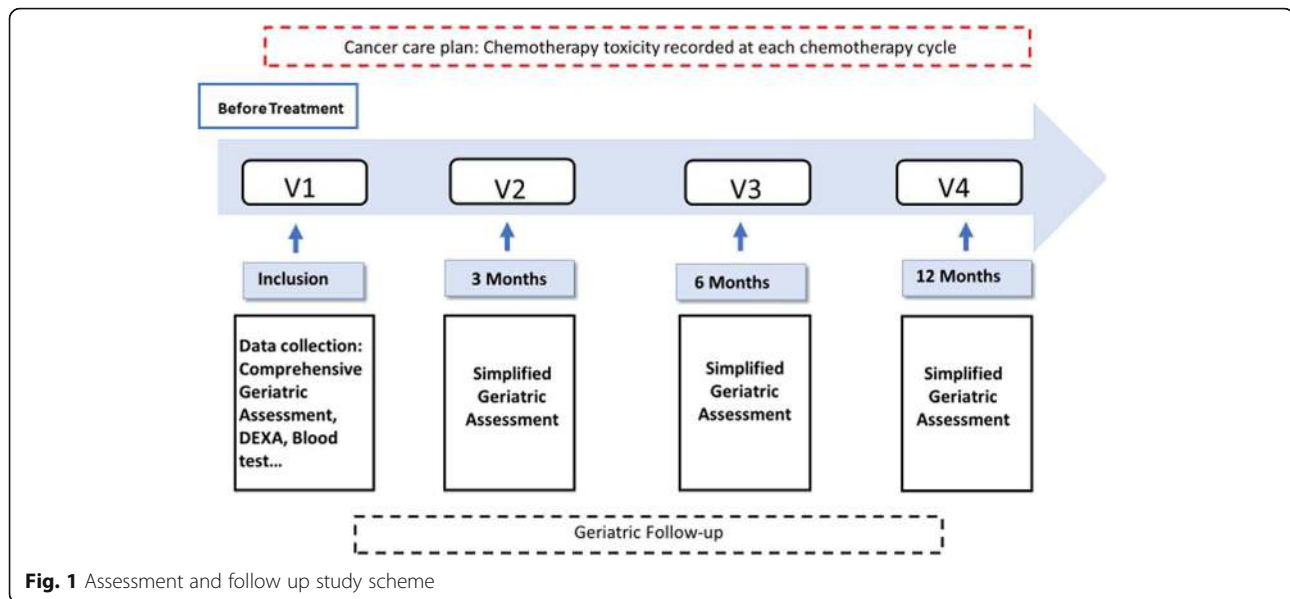 Cancer care plan: Chemotherapy toxicity recorded at each chemotherapy cycle
Before Treatment
V1
V2
V3
V4
Inclusion
3 Months
6 Months
12 Months
Data collection:
Comprehensive
Geriatric
Assessment,
DEXA, Blood
test...
Simplified
Geriatric
Assessment
Simplified
Geriatric
Assessment
Simplified
Geriatric
Assessment
Geriatric Follow-up
Fig. 1 Assessment and follow up study scheme